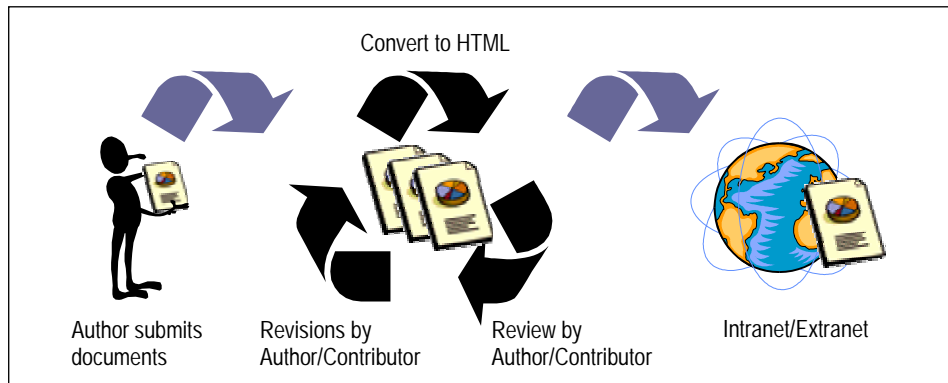 Convert to HTML
Author submits
documents
Revisions by
Author/Contributor
Review by
Author/Contributor
Intranet/Extranet